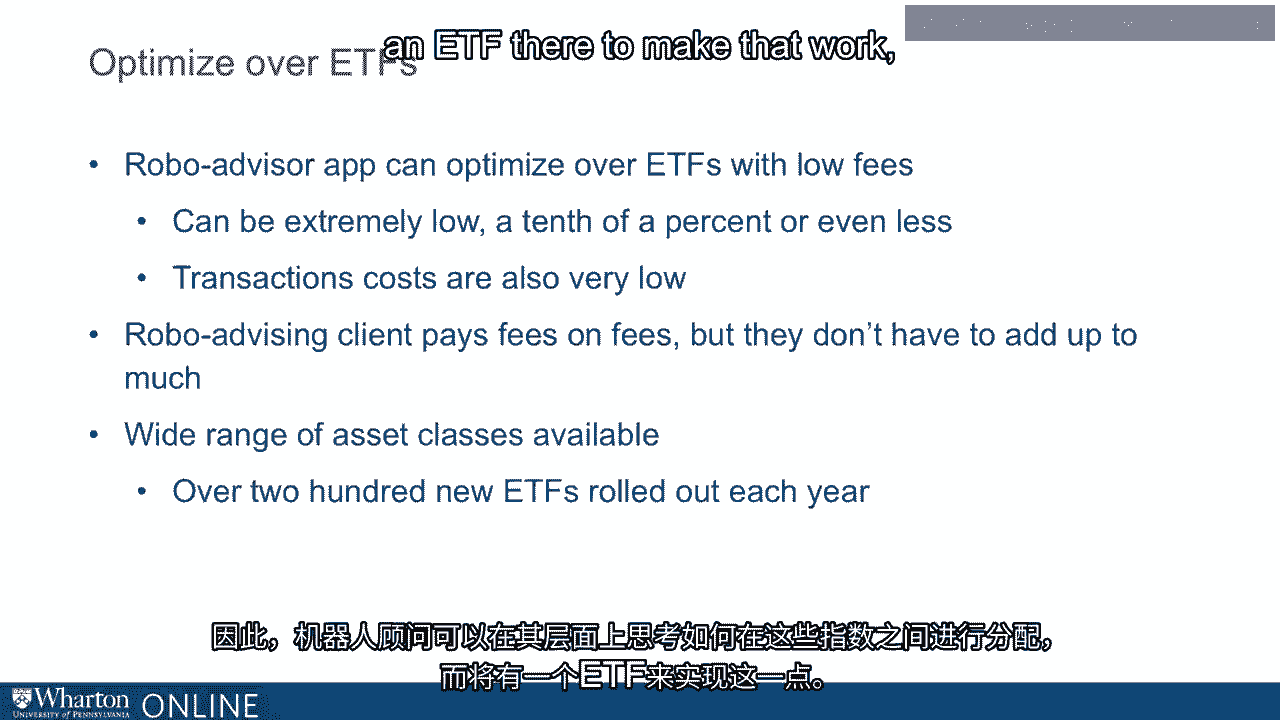 an ETF there to make that work,
Optimize over ETFs
• Robo-advisor app can optimize over ETFs with low fees
• Can be extremely low, a tenth of a percent or even less
• Transactions costs are also very low
• Robo-advising client pays fees on fees, but they don’t have to add up to
much
• Wide range of asset classes available
• Over two hundred new ETFs rolled out each year
因此，机器人顾问可以在其层面上思考如何在这些指数之间进行分配，
而将有一个ETF来实现这一点。
Wharton
UNIVERSITY of PENNSYLVANIA
ONLINE